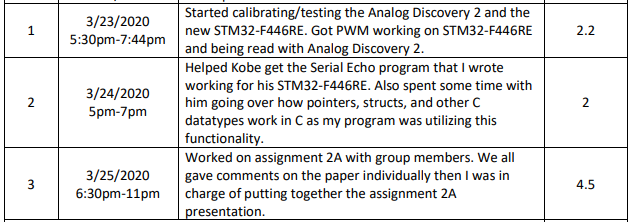 1
3/23/2020
5:30pm-7:44pm
Started calibrating/testing the Analog Discovery 2 and the
new STM32-F446RE. Got PWM working on STM32-F446RE
and being read with Analog Discovery 2.
2.2
2
3/24/2020
5pm-7pm
Helped Kobe get the Serial Echo program that I wrote
working for his STM32-F446RE. Also spent some time with
him going over how pointers, structs, and other C
datatypes work in C as my program was utilizing this
functionality.
2
3
3/25/2020
6:30pm-11pm
Worked on assignment 2A with group members. We all
gave comments on the paper individually then I was in
charge of putting together the assignment 2A
presentation.
4.5